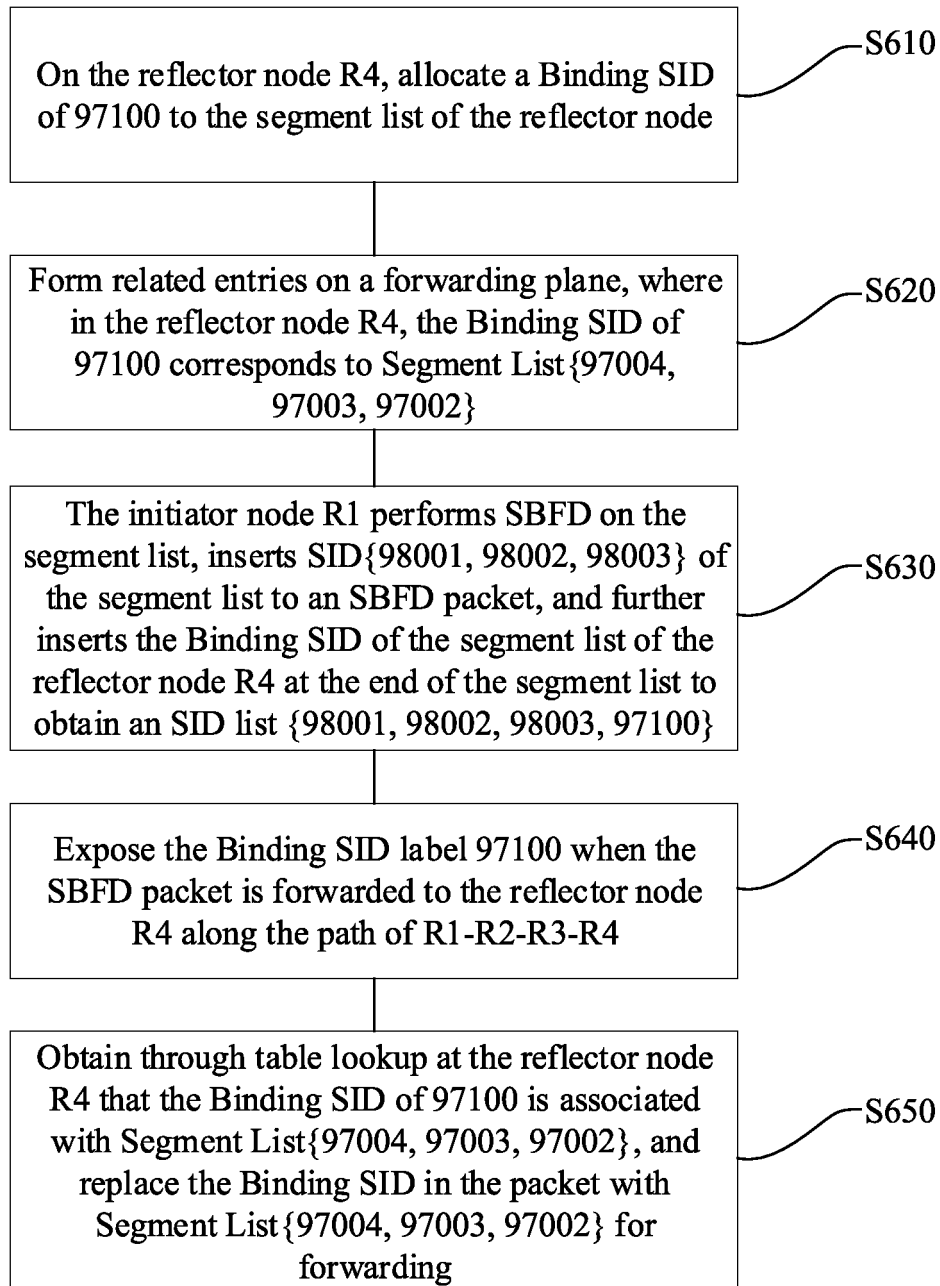 On the reflector node R4, allocate a Binding SID
of 97100 to the segment list of the reflector node
S610
Form related entries on a forwarding plane, where
in the reflector node R4, the Binding SID of
97100 corresponds to Segment List{97004,
97003, 97002}
S620
The initiator node R1 performs SBFD on the
segment list, inserts SID{98001, 98002, 98003} of
the segment list to an SBFD packet, and further
inserts the Binding SID of the segment list of the
reflector node R4 at the end of the segment list to
obtain an SID list {98001, 98002, 98003, 97100}
S630
Expose the Binding SID label 97100 when the
SBFD packet is forwarded to the reflector node
R4 along the path of R1-R2-R3-R4
S640
Obtain through table lookup at the reflector node
R4 that the Binding SID of 97100 is associated
with Segment List{97004, 97003, 97002}, and
replace the Binding SID in the packet with
Segment List{97004, 97003, 97002} for
forwarding
S650